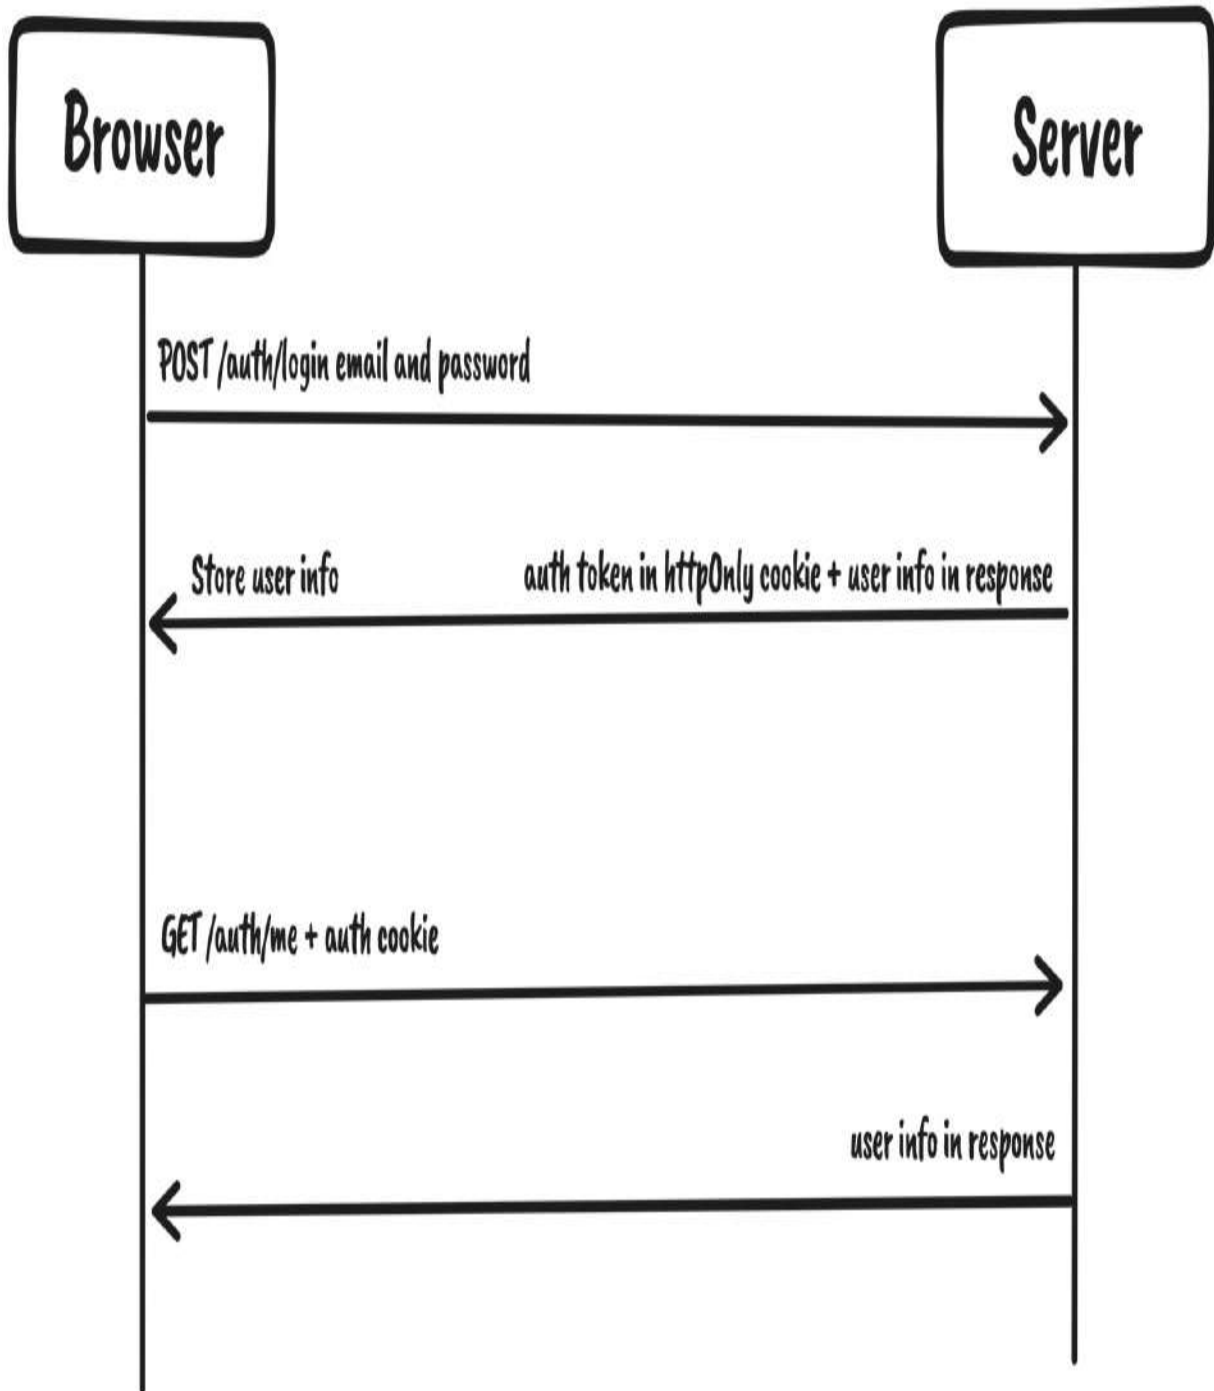 Browser
Server
POST /auth/login email and password
Store user info
auth token in httpOnly cookie + user info in response
GET /auth/me + auth cookie
user info in response